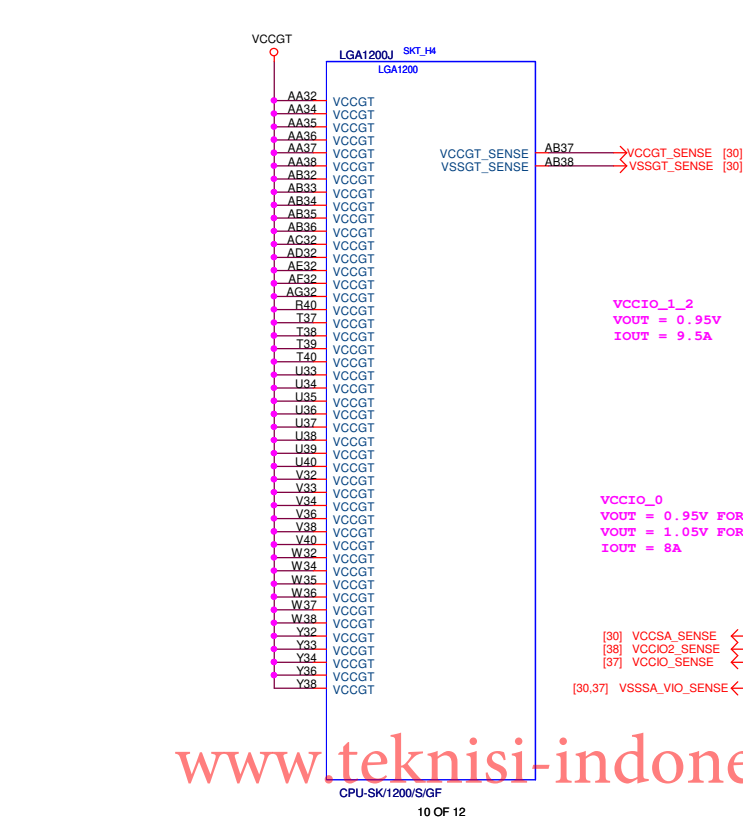 VCCGT
LGA1200J SKT_H4
LGA1200
AA32 VCCGT
AA34 VCCGT
AA35 VCCGT
AA36 VCCGT
AA37 VCCGT VCCGT_SENSE AB37 VCCGT_SENSE [30]
AA38 VCCGT VSSGT_SENSE AB38 VSSGT_SENSE [30]
AB32 VCCGT
AB33 VCCGT
AB34 VCCGT
AB35 VCCGT
AB36 VCCGT
AC32 VCCGT
AD32 VCCGT
AE32 VCCGT
AF32 VCCGT
AG32 VCCGT
R40 VCCGT
T37 VCCGT
T38 VCCGT
T39 VCCGT
T40 VCCGT
U33 VCCGT
U34 VCCGT
U35 VCCGT
U36 VCCGT
U37 VCCGT
U38 VCCGT
U39 VCCGT
U40 VCCGT
V32 VCCGT
V33 VCCGT
V34 VCCGT
V36 VCCGT
V38 VCCGT
V40 VCCGT
W32 VCCGT
W34 VCCGT
W35 VCCGT
W36 VCCGT
W37 VCCGT
W38 VCCGT
Y32 VCCGT
Y33 VCCGT
Y34 VCCGT
Y36 VCCGT
Y38 VCCGT
VCCIO_1_2
VOUT = 0.95V
IOUT = 9.5A
VCCIO_0
VOUT = 0.95V FOR
VOUT = 1.05V FOR
IOUT = 8A
[30] VCCSA_SENSE
[38] VCCIO2_SENSE
[37] VCCIO_SENSE
[30,37] VSSSA_VIO_SENSE
www.teknisi-indone
CPU-SK/1200/S/GF
10 OF 12